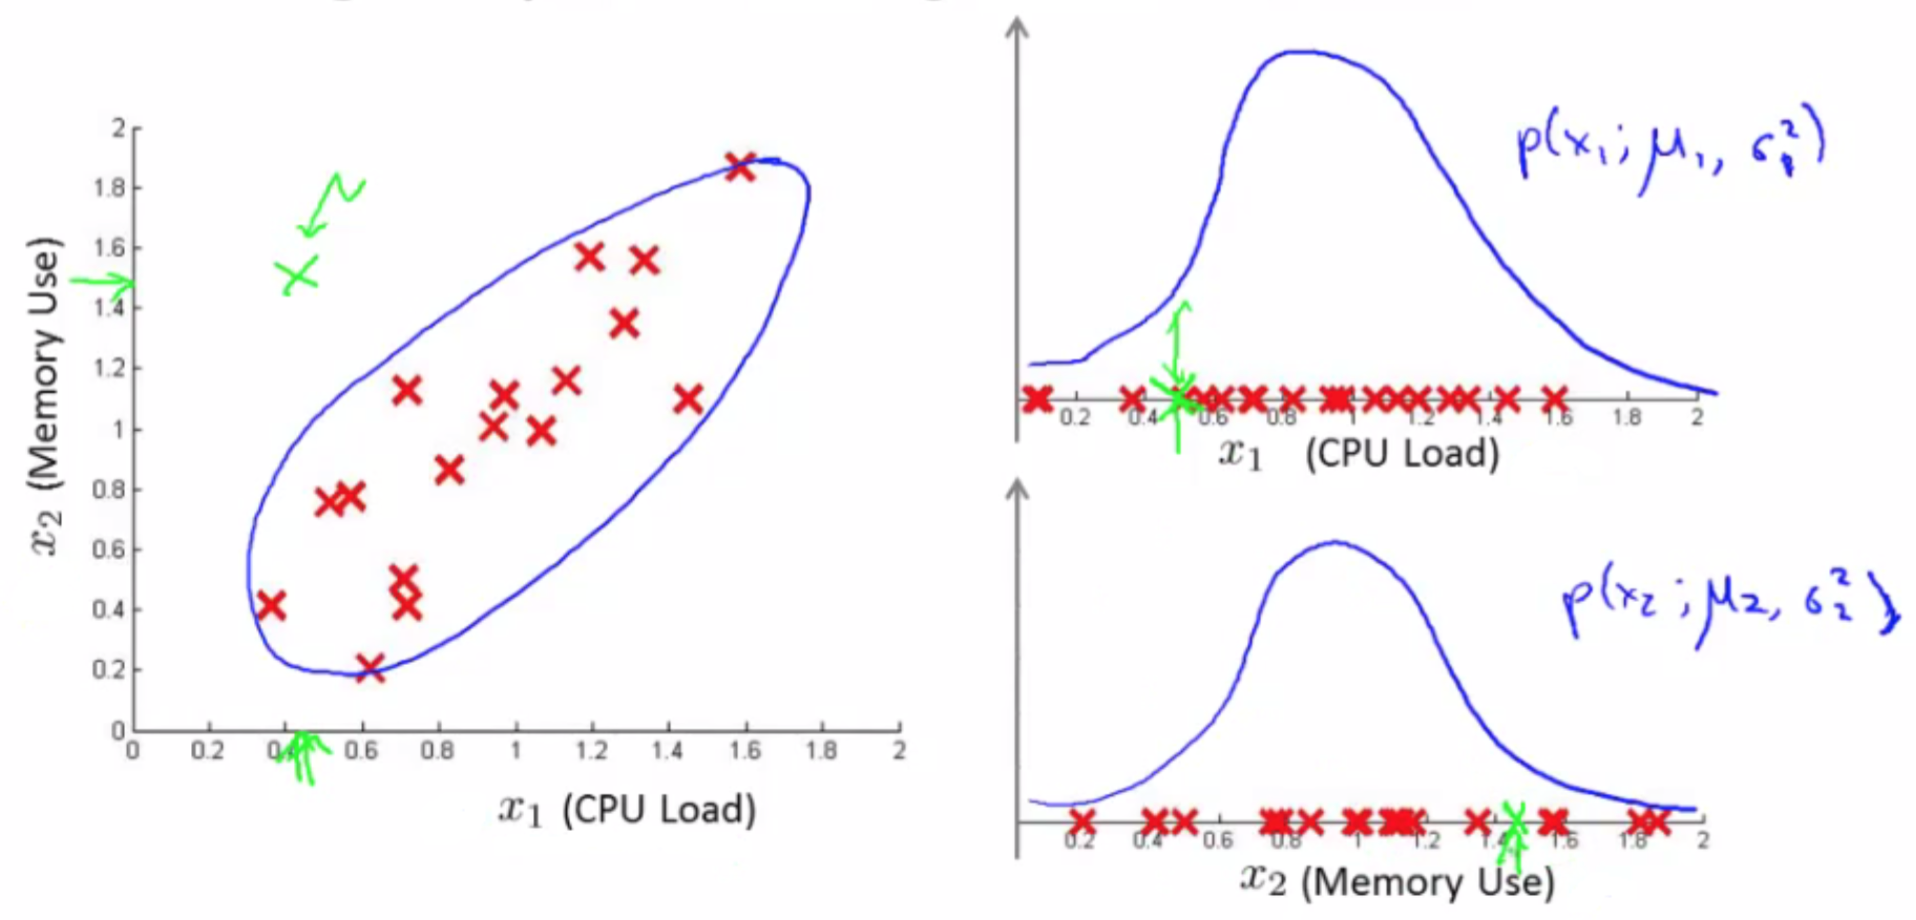 2
1.8
1.6
1.4
1.2
1
0.8
0.6
0.4
0.2
0
x₂ (Memory Use)
0 0.2 0.4 0.6 0.8 1 1.2 1.4 1.6 1.8 2
x₁ (CPU Load)
p(x₁; μ₁, σ₁²)
0.2 0.4 0.6 0.8 1 1.2 1.4 1.6 1.8 2
x₁ (CPU Load)
p(x₂; μ₂, σ₂²)
0.2 0.4 0.6 0.8 1 1.2 1.4 1.6 1.8 2
x₂ (Memory Use)